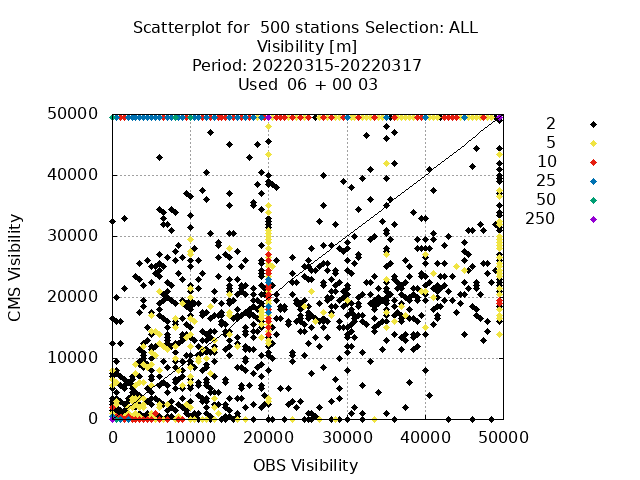 Scatterplot for  500 stations Selection: ALL
Visibility [m]
Period: 20220315-20220317
Used  06 + 00 03
50000
40000
30000
20000
10000
0
CMS Visibility
0 10000 20000 30000 40000 50000
OBS Visibility
2
5
10
25
50
250